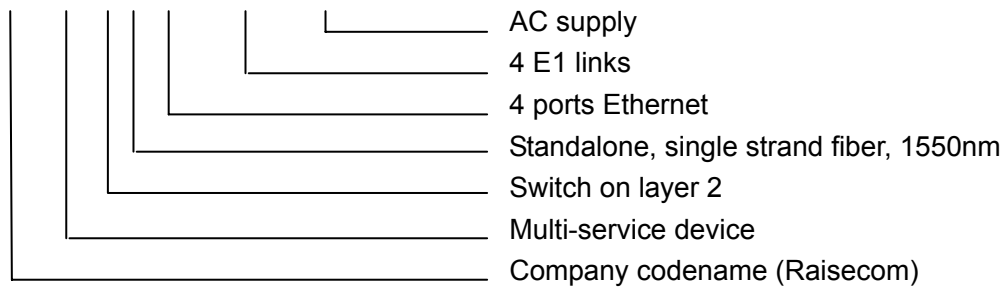 AC supply
4 E1 links
4 ports Ethernet
Standalone, single strand fiber, 1550nm
Switch on layer 2
Multi-service device
Company codename (Raisecom)